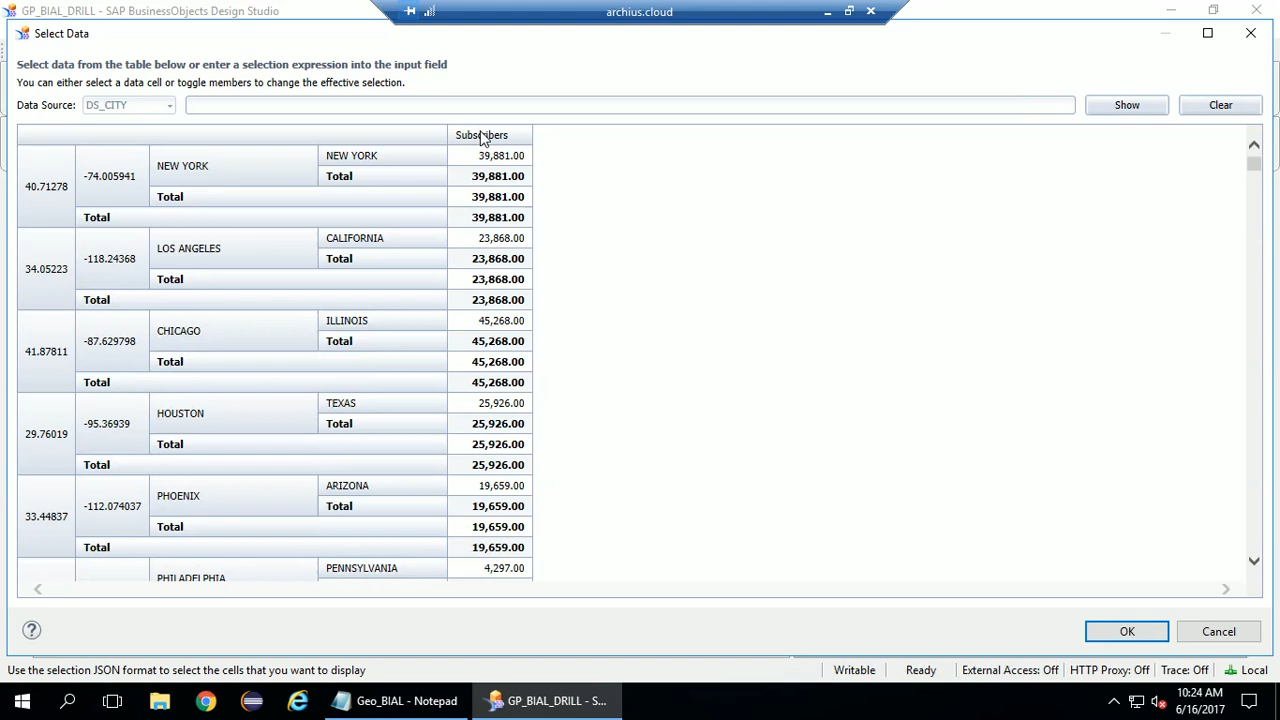 GP_BIAL_DRILL - SAP BusinessObjects Design Studio
archius.cloud
Select Data
Select data from the table below or enter a selection expression into the input field
You can either select a data cell or toggle members to change the effective selection.
Data Source: DS_CITY Show Clear
Subscribers
40.71278 -74.005941 NEW YORK NEW YORK 39,881.00
Total 39,881.00
Total 39,881.00
Total 39,881.00
34.05223 -118.24368 LOS ANGELES CALIFORNIA 23,868.00
Total 23,868.00
Total 23,868.00
Total 23,868.00
41.87811 -87.629798 CHICAGO ILLINOIS 45,268.00
Total 45,268.00
Total 45,268.00
Total 45,268.00
29.76019 -95.36939 HOUSTON TEXAS 25,926.00
Total 25,926.00
Total 25,926.00
Total 25,926.00
33.44837 -112.074037 PHOENIX ARIZONA 19,659.00
Total 19,659.00
Total 19,659.00
Total 19,659.00
PHILADELPHIA PENNSYLVANIA 4,297.00
OK Cancel
Use the selection JSON format to select the cells that you want to display Writable Ready External Access: Off HTTP Proxy: Off Trace: Off Local
Geo_BIAL - Notepad GP_BIAL_DRILL - S... 10:24 AM
6/16/2017